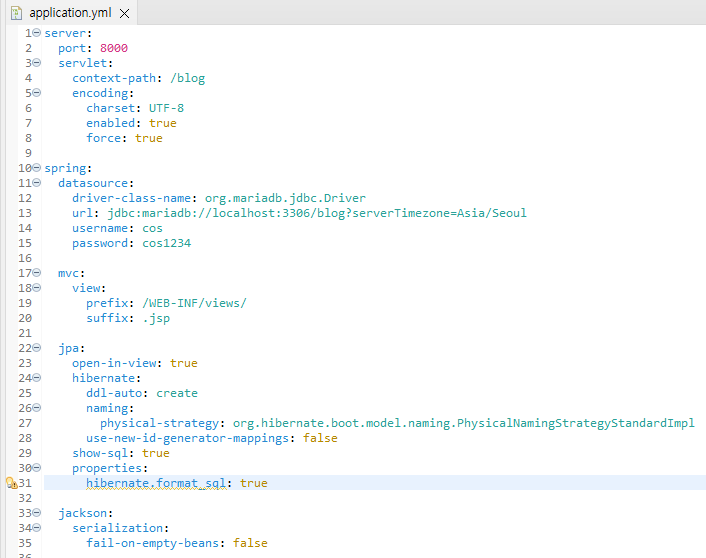 application.yml
1 server:
2   port: 8000
3   servlet:
4     context-path: /blog
5     encoding:
6       charset: UTF-8
7       enabled: true
8       force: true
9
10 spring:
11   datasource:
12     driver-class-name: org.mariadb.jdbc.Driver
13     url: jdbc:mariadb://localhost:3306/blog?serverTimezone=Asia/Seoul
14     username: cos
15     password: cos1234
16
17   mvc:
18     view:
19       prefix: /WEB-INF/views/
20       suffix: .jsp
21
22   jpa:
23     open-in-view: true
24     hibernate:
25       ddl-auto: create
26       naming:
27         physical-strategy: org.hibernate.boot.model.naming.PhysicalNamingStrategyStandardImpl
28       use-new-id-generator-mappings: false
29     show-sql: true
30     properties:
31       hibernate.format_sql: true
32
33   jackson:
34     serialization:
35       fail-on-empty-beans: false
36